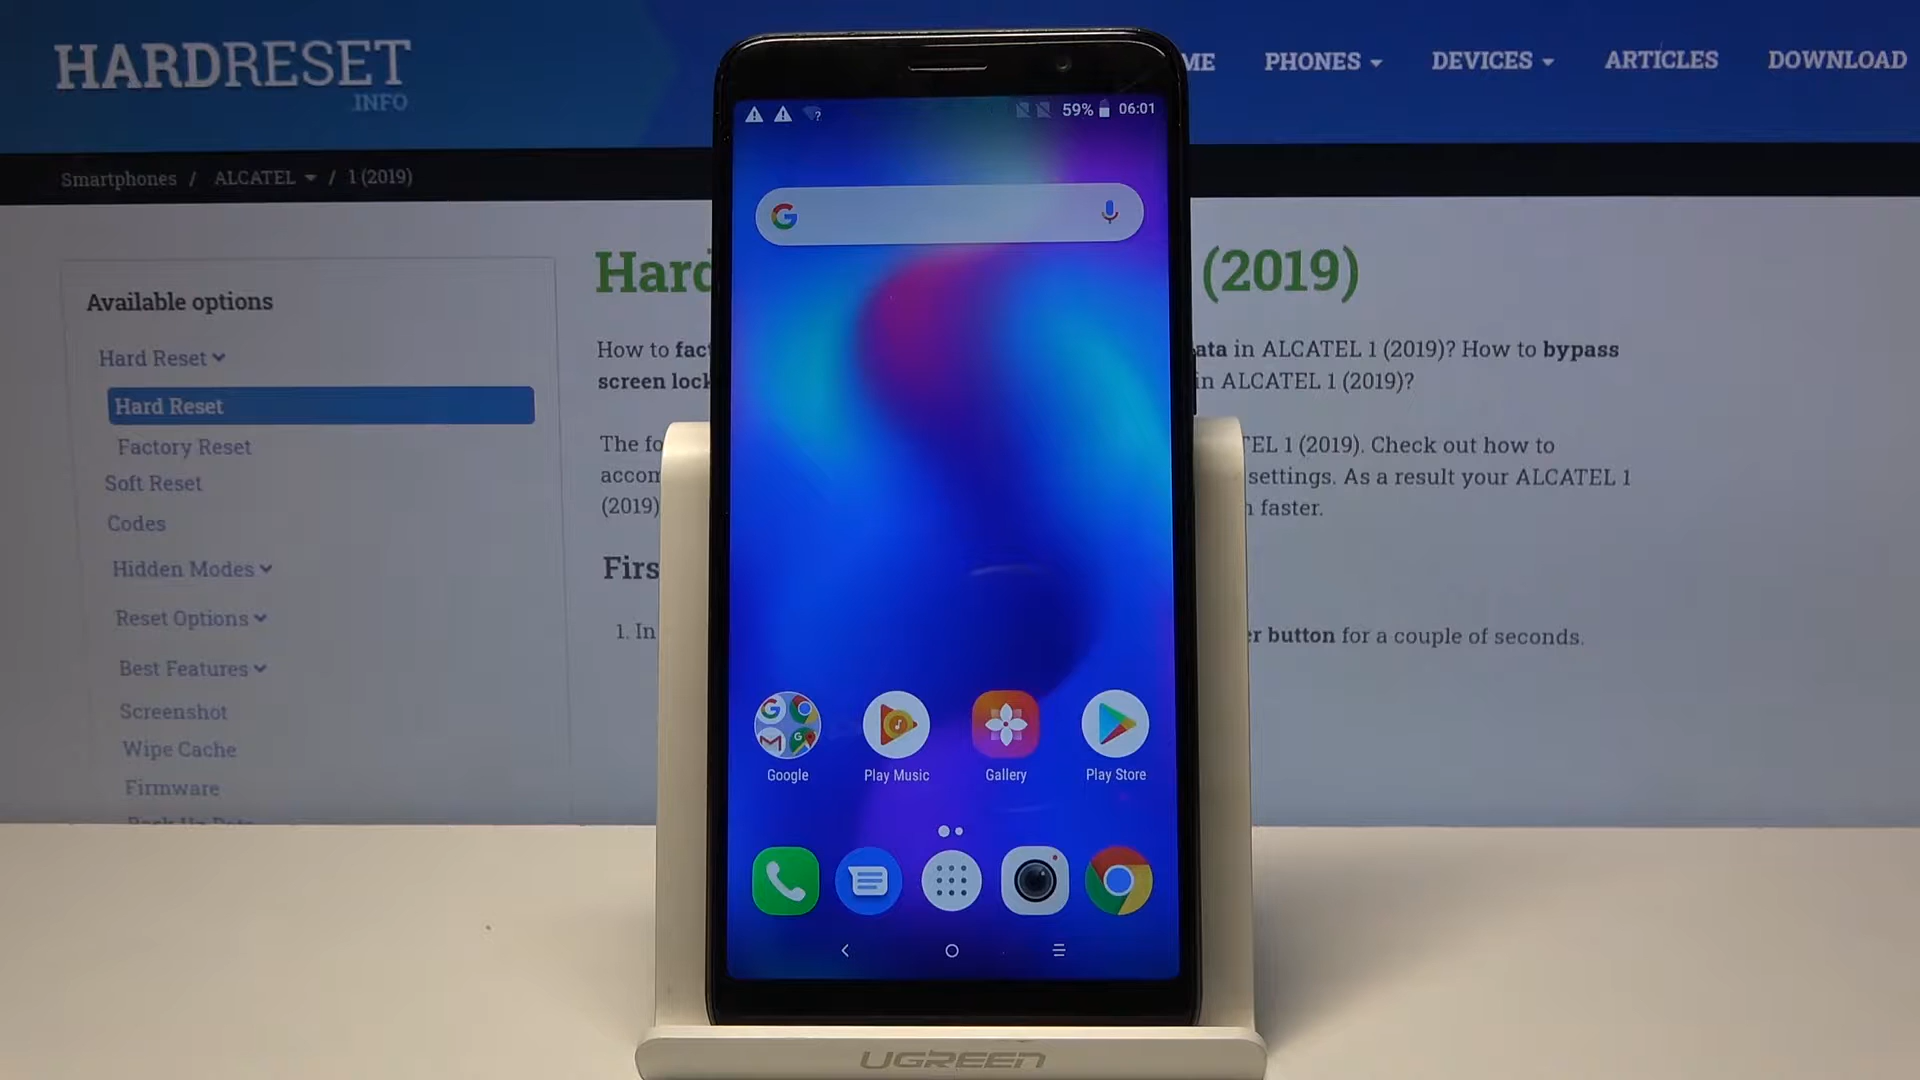 HARDRESET
.INFO
ME PHONES DEVICES ARTICLES DOWNLOAD
Smartphones / ALCATEL / 1 (2019)
Available options
Hard Reset
Hard Reset
Factory Reset
Soft Reset
Codes
Hidden Modes
Reset Options
Best Features
Screenshot
Wipe Cache
Firmware
Hard (2019)
How to fac ata in ALCATEL 1 (2019)? How to bypass
screen lock in ALCATEL 1 (2019)?
The fo TEL 1 (2019). Check out how to
accom settings. As a result your ALCATEL 1
(2019) n faster.
Firs
1. In er button for a couple of seconds.
59% 06:01
Google Play Music Gallery Play Store
UGREEN